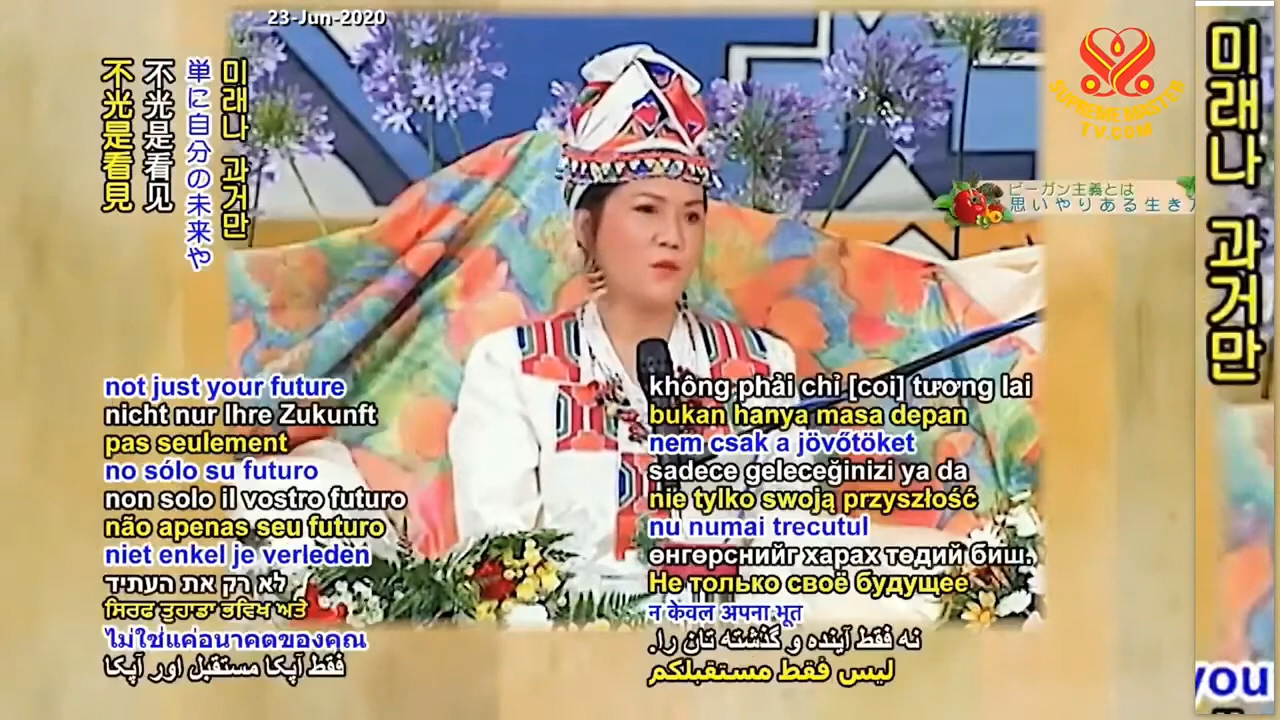 23-Jun-2020
SUPREME MASTER
TV.COM
미래나 과거만
単に自分の未来や
不光是看见
不光是看見
ビーガン主義とは
思いやりある生き
not just your future
nicht nur Ihre Zukunft
pas seulement
no sólo su futuro
non solo il vostro futuro
não apenas seu futuro
niet enkel je verleden
לא רק את העתיד
ਸਿਰਫ ਤੁਹਾਡਾ ਭਵਿਖ ਅਤੇ
ไม่ใช่แค่อนาคตของคุณ
فقط آپکا مستقبل اور آپکا
không phải chỉ [coi] tương lai
bukan hanya masa depan
nem csak a jövőtöket
sadece geleceğinizi ya da
nie tylko swoją przyszłość
nu numai trecutul
өнгөрснийг харах төдий биш.
Не только своё будущее
न केवल अपना भूत
نه فقط آینده و گذشته تان را.
ليس فقط مستقبلكم
미래나 과거만
you